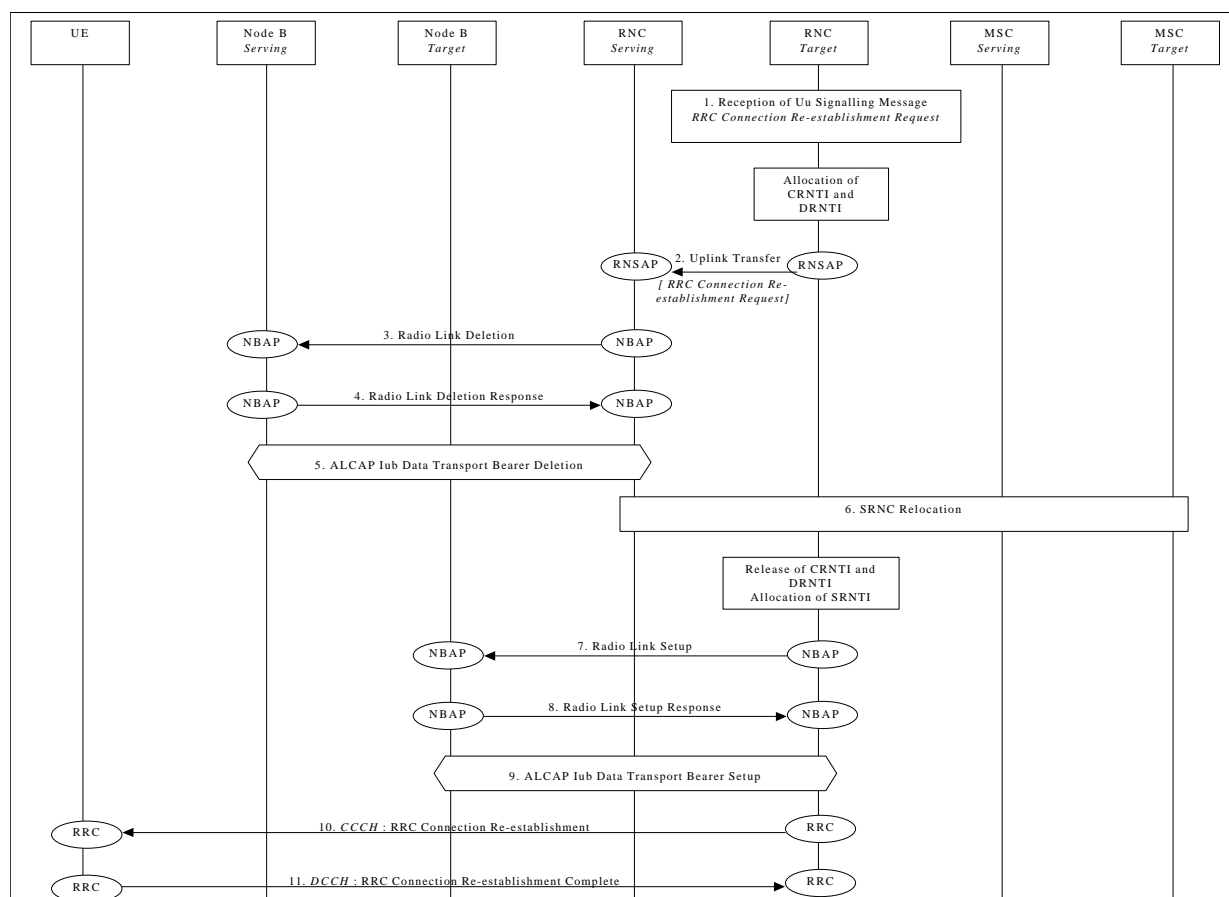 UE
Node B
Serving
Node B
Target
RNC
Serving
RNC
Target
MSC
Serving
MSC
Target
1. Reception of Uu Signalling Message
RRC Connection Re-establishment Request
Allocation of
CRNTI and
DRNTI
RNSAP
2. Uplink Transfer
RNSAP
[ RRC Connection Re-
establishment Request]
NBAP
3. Radio Link Deletion
NBAP
NBAP
4. Radio Link Deletion Response
NBAP
5. ALCAP Iub Data Transport Bearer Deletion
6. SRNC Relocation
Release of CRNTI and
DRNTI
Allocation of SRNTI
NBAP
7. Radio Link Setup
NBAP
NBAP
8. Radio Link Setup Response
NBAP
9. ALCAP Iub Data Transport Bearer Setup
RRC
10. CCCH : RRC Connection Re-establishment
RRC
RRC
11. DCCH : RRC Connection Re-establishment Complete
RRC